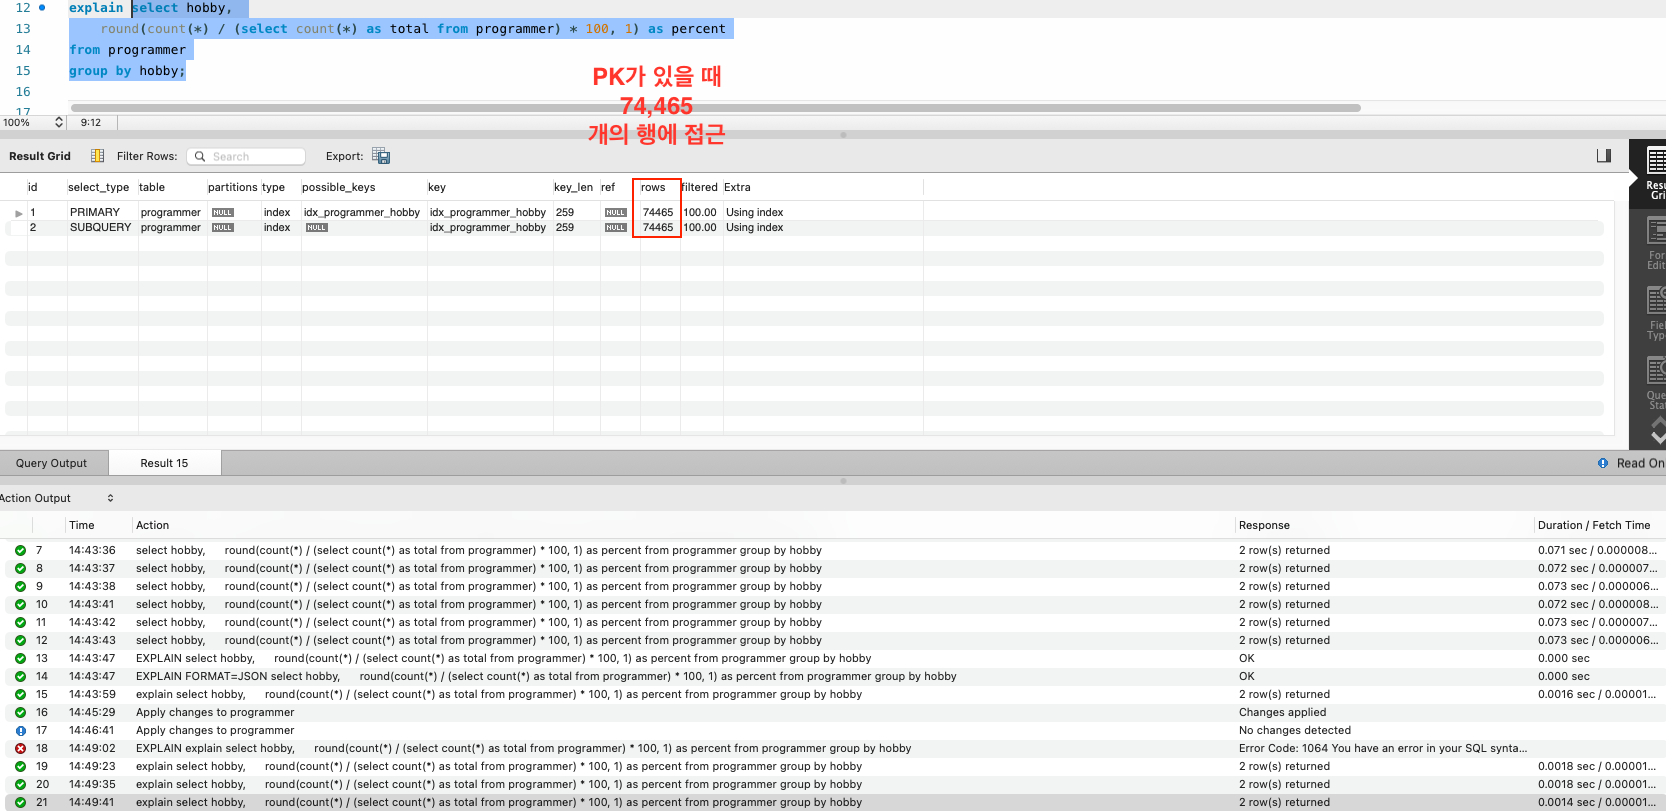 12 explain select hobby,
13 round(count(*) / (select count(*) as total from programmer) * 100, 1) as percent
14 from programmer
15 group by hobby;
16
17
PK가 있을 때
74,465
개의 행에 접근
100% 9:12
Result Grid Filter Rows: Search Export:
id select_type table partitions type possible_keys key key_len ref rows filtered Extra
1 PRIMARY programmer NULL index idx_programmer_hobby idx_programmer_hobby 259 NULL 74465 100.00 Using index
2 SUBQUERY programmer NULL index NULL idx_programmer_hobby 259 NULL 74465 100.00 Using index
Resu
Gri
For
Edit
Fiel
Typ
Que
Sta
Query Output Result 15 Read On
Action Output
Time Action Response Duration / Fetch Time
7 14:43:36 select hobby, round(count(*) / (select count(*) as total from programmer) * 100, 1) as percent from programmer group by hobby 2 row(s) returned 0.071 sec / 0.000008...
8 14:43:37 select hobby, round(count(*) / (select count(*) as total from programmer) * 100, 1) as percent from programmer group by hobby 2 row(s) returned 0.072 sec / 0.000007...
9 14:43:38 select hobby, round(count(*) / (select count(*) as total from programmer) * 100, 1) as percent from programmer group by hobby 2 row(s) returned 0.073 sec / 0.000006...
10 14:43:41 select hobby, round(count(*) / (select count(*) as total from programmer) * 100, 1) as percent from programmer group by hobby 2 row(s) returned 0.072 sec / 0.000008...
11 14:43:42 select hobby, round(count(*) / (select count(*) as total from programmer) * 100, 1) as percent from programmer group by hobby 2 row(s) returned 0.073 sec / 0.000007...
12 14:43:43 select hobby, round(count(*) / (select count(*) as total from programmer) * 100, 1) as percent from programmer group by hobby 2 row(s) returned 0.073 sec / 0.000006...
13 14:43:47 EXPLAIN select hobby, round(count(*) / (select count(*) as total from programmer) * 100, 1) as percent from programmer group by hobby OK 0.000 sec
14 14:43:47 EXPLAIN FORMAT=JSON select hobby, round(count(*) / (select count(*) as total from programmer) * 100, 1) as percent from programmer group by hobby OK 0.000 sec
15 14:43:59 explain select hobby, round(count(*) / (select count(*) as total from programmer) * 100, 1) as percent from programmer group by hobby 2 row(s) returned 0.0016 sec / 0.00001...
16 14:45:29 Apply changes to programmer Changes applied
17 14:46:41 Apply changes to programmer No changes detected
18 14:49:02 EXPLAIN explain select hobby, round(count(*) / (select count(*) as total from programmer) * 100, 1) as percent from programmer group by hobby Error Code: 1064 You have an error in your SQL synta...
19 14:49:23 explain select hobby, round(count(*) / (select count(*) as total from programmer) * 100, 1) as percent from programmer group by hobby 2 row(s) returned 0.0018 sec / 0.00001...
20 14:49:35 explain select hobby, round(count(*) / (select count(*) as total from programmer) * 100, 1) as percent from programmer group by hobby 2 row(s) returned 0.0018 sec / 0.00001...
21 14:49:41 explain select hobby, round(count(*) / (select count(*) as total from programmer) * 100, 1) as percent from programmer group by hobby 2 row(s) returned 0.0014 sec / 0.00001...